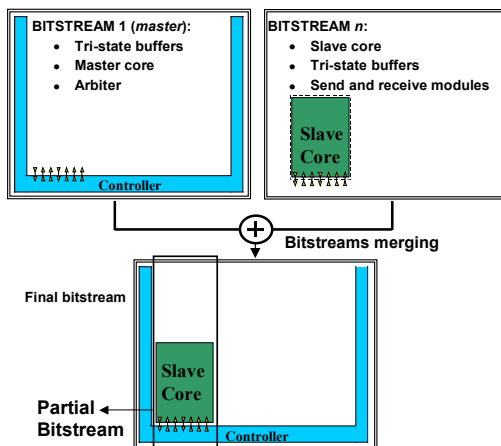 BITSTREAM 1 (master):
• Tri-state buffers
• Master core
• Arbiter
Controller
BITSTREAM n:
• Slave core
• Tri-state buffers
• Send and receive modules
Slave
Core
+
Bitstreams merging
Final bitstream
Slave
Core
Partial
Bitstream
Controller